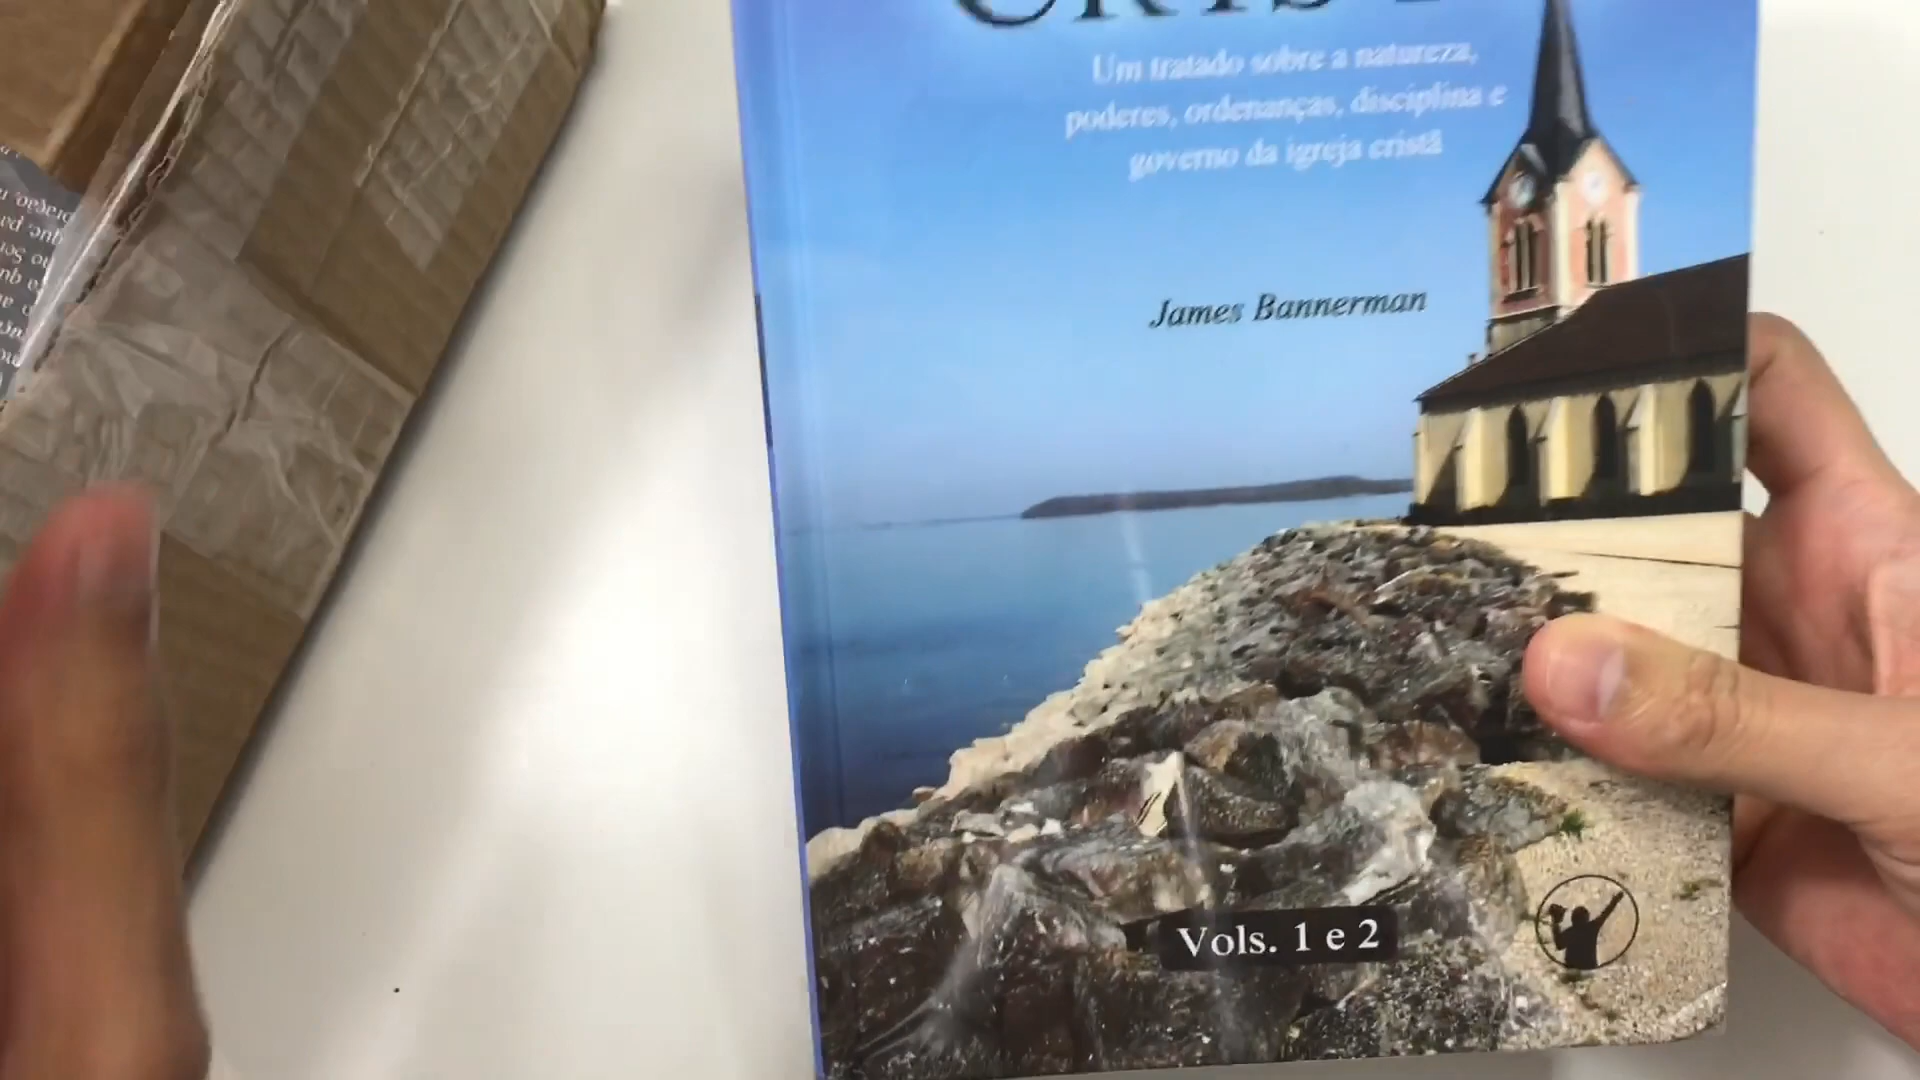 Um tratado sobre a natureza,
poderes, ordenanças, disciplina e
governo da igreja cristã
James Bannerman
Vols. 1 e 2